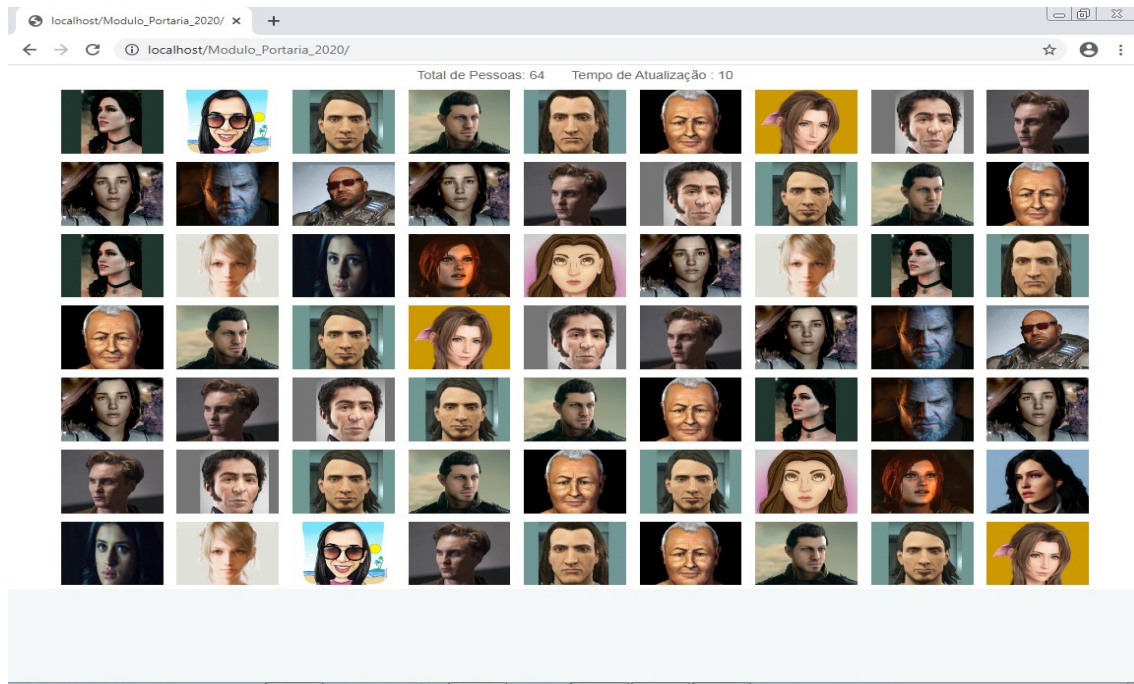 localhost/Modulo_Portaria_2020/
localhost/Modulo_Portaria_2020/
Total de Pessoas: 64 Tempo de Atualização : 10